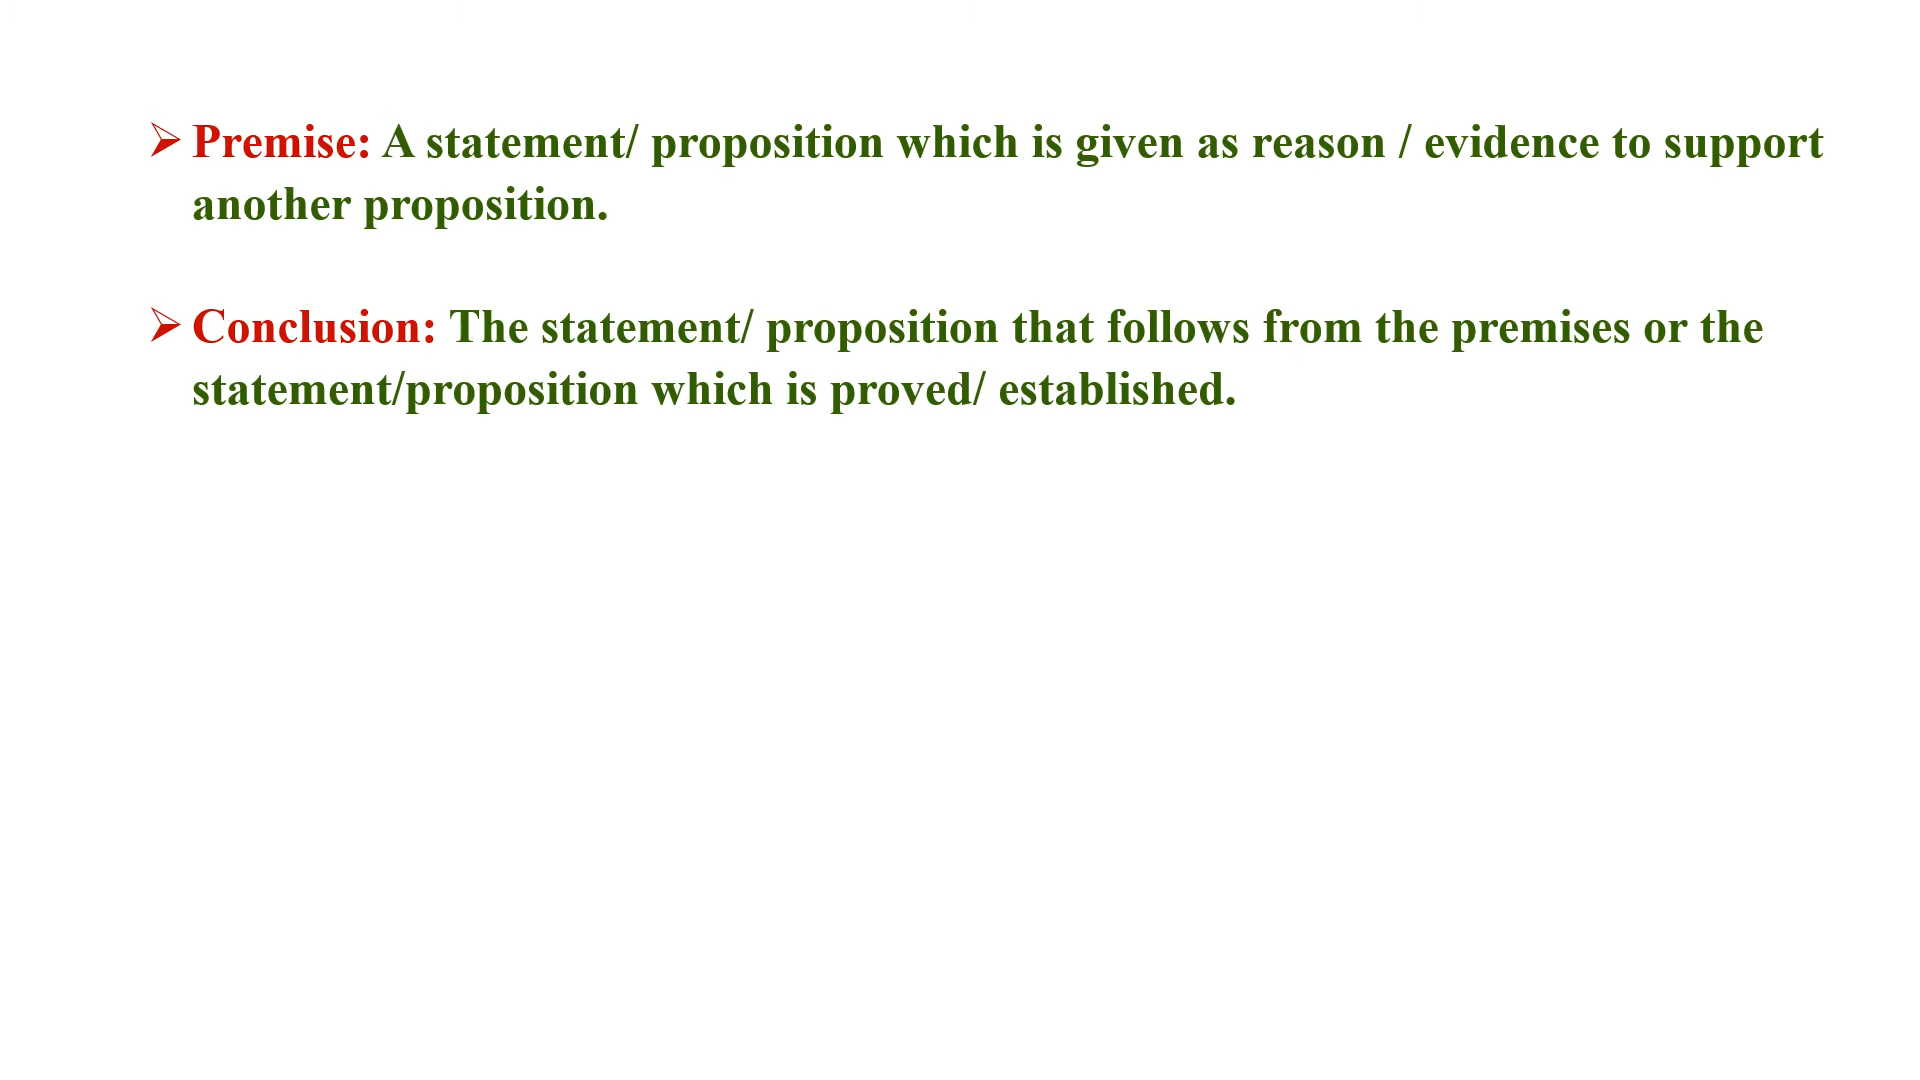 ➢ Premise: A statement/ proposition which is given as reason / evidence to support
another proposition.
➢ Conclusion: The statement/ proposition that follows from the premises or the
statement/proposition which is proved/ established.